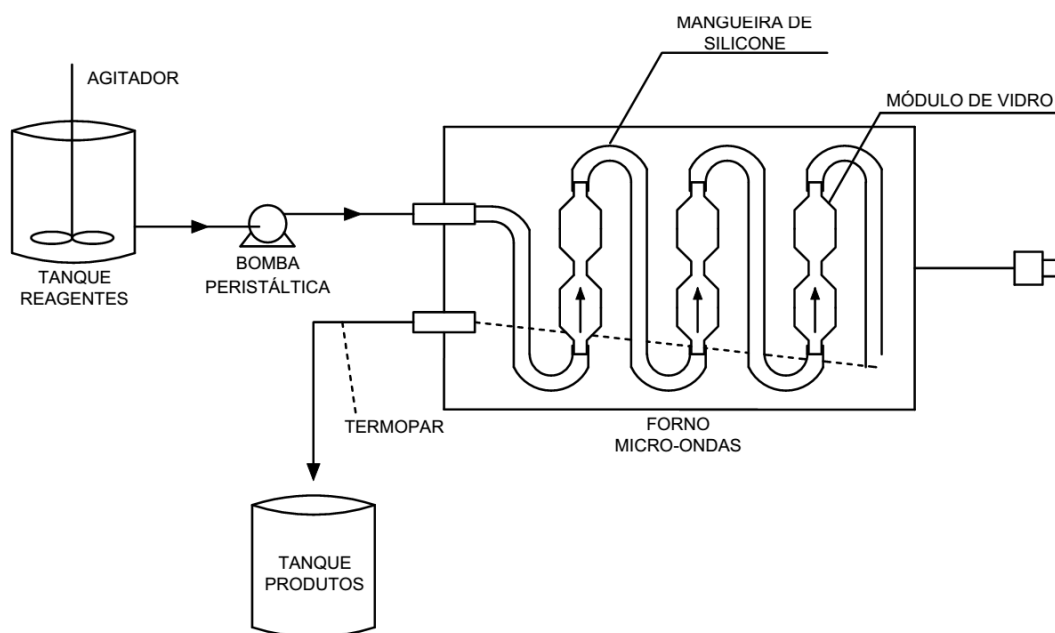 MANGUEIRA DE
SILICONE
AGITADOR
MÓDULO DE VIDRO
TANQUE
REAGENTES
BOMBA
PERISTÁLTICA
TERMOPAR
FORNO
MICRO-ONDAS
TANQUE
PRODUTOS